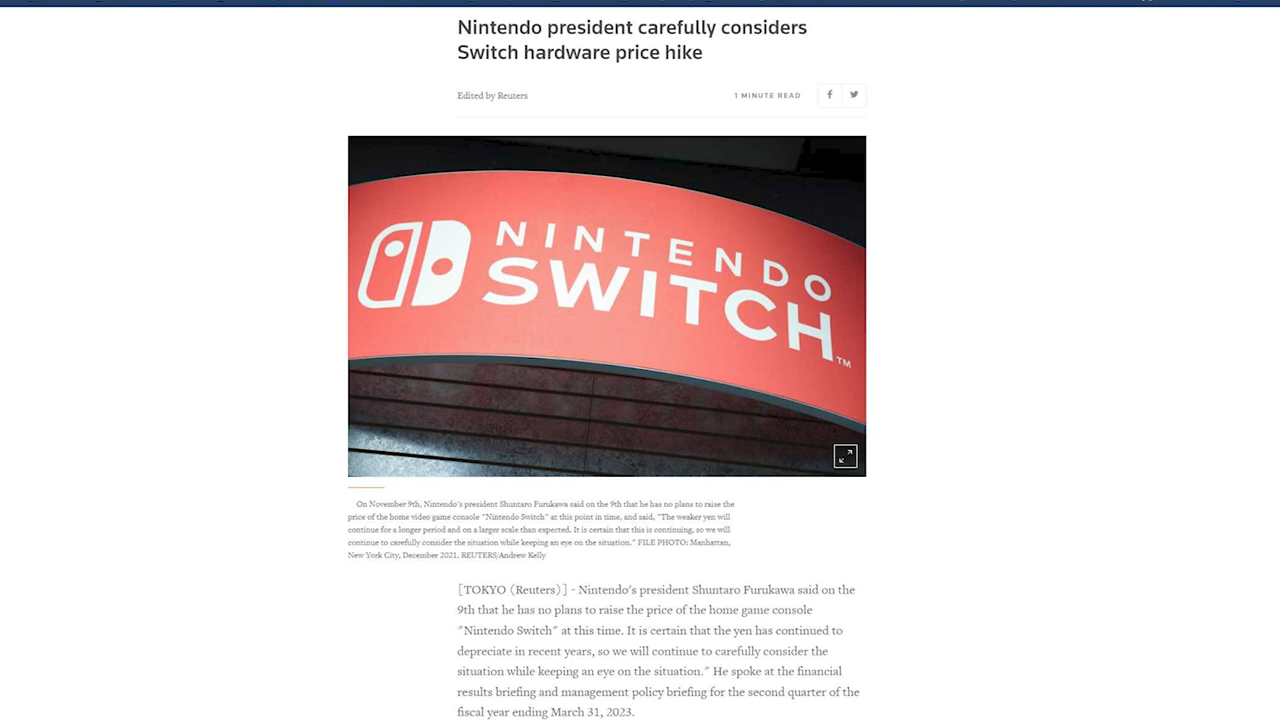 Nintendo president carefully considers
Switch hardware price hike
Edited by Reuters
1 MINUTE READ
NINTENDO
SWITCH
TM
On November 9th, Nintendo's president Shuntaro Furukawa said on the 9th that he has no plans to raise the
price of the home video game console "Nintendo Switch" at this point in time, and said, "The weaker yen will
continue for a longer period and on a larger scale than expected. It is certain that this is continuing, so we will
continue to carefully consider the situation while keeping an eye on the situation." FILE PHOTO: Manhattan,
New York City, December 2021. REUTERS/Andrew Kelly
[TOKYO (Reuters)] - Nintendo's president Shuntaro Furukawa said on the
9th that he has no plans to raise the price of the home game console
"Nintendo Switch" at this time. It is certain that the yen has continued to
depreciate in recent years, so we will continue to carefully consider the
situation while keeping an eye on the situation." He spoke at the financial
results briefing and management policy briefing for the second quarter of the
fiscal year ending March 31, 2023.